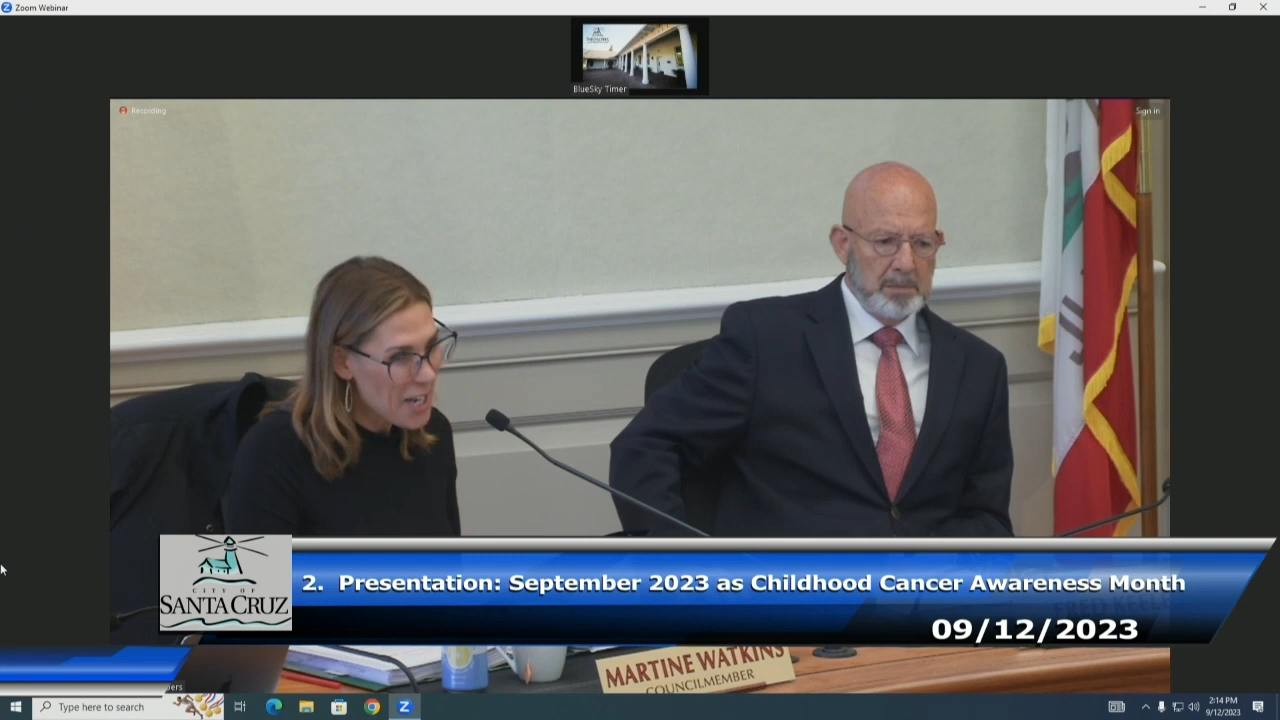 Zoom Webinar
BlueSky Timer
Recording
Sign in
2. Presentation: September 2023 as Childhood Cancer Awareness Month
CITY OF
SANTA CRUZ
09/12/2023
MARTINE WATKINS
COUNCILMEMBER
Type here to search
2:14 PM
9/12/2023